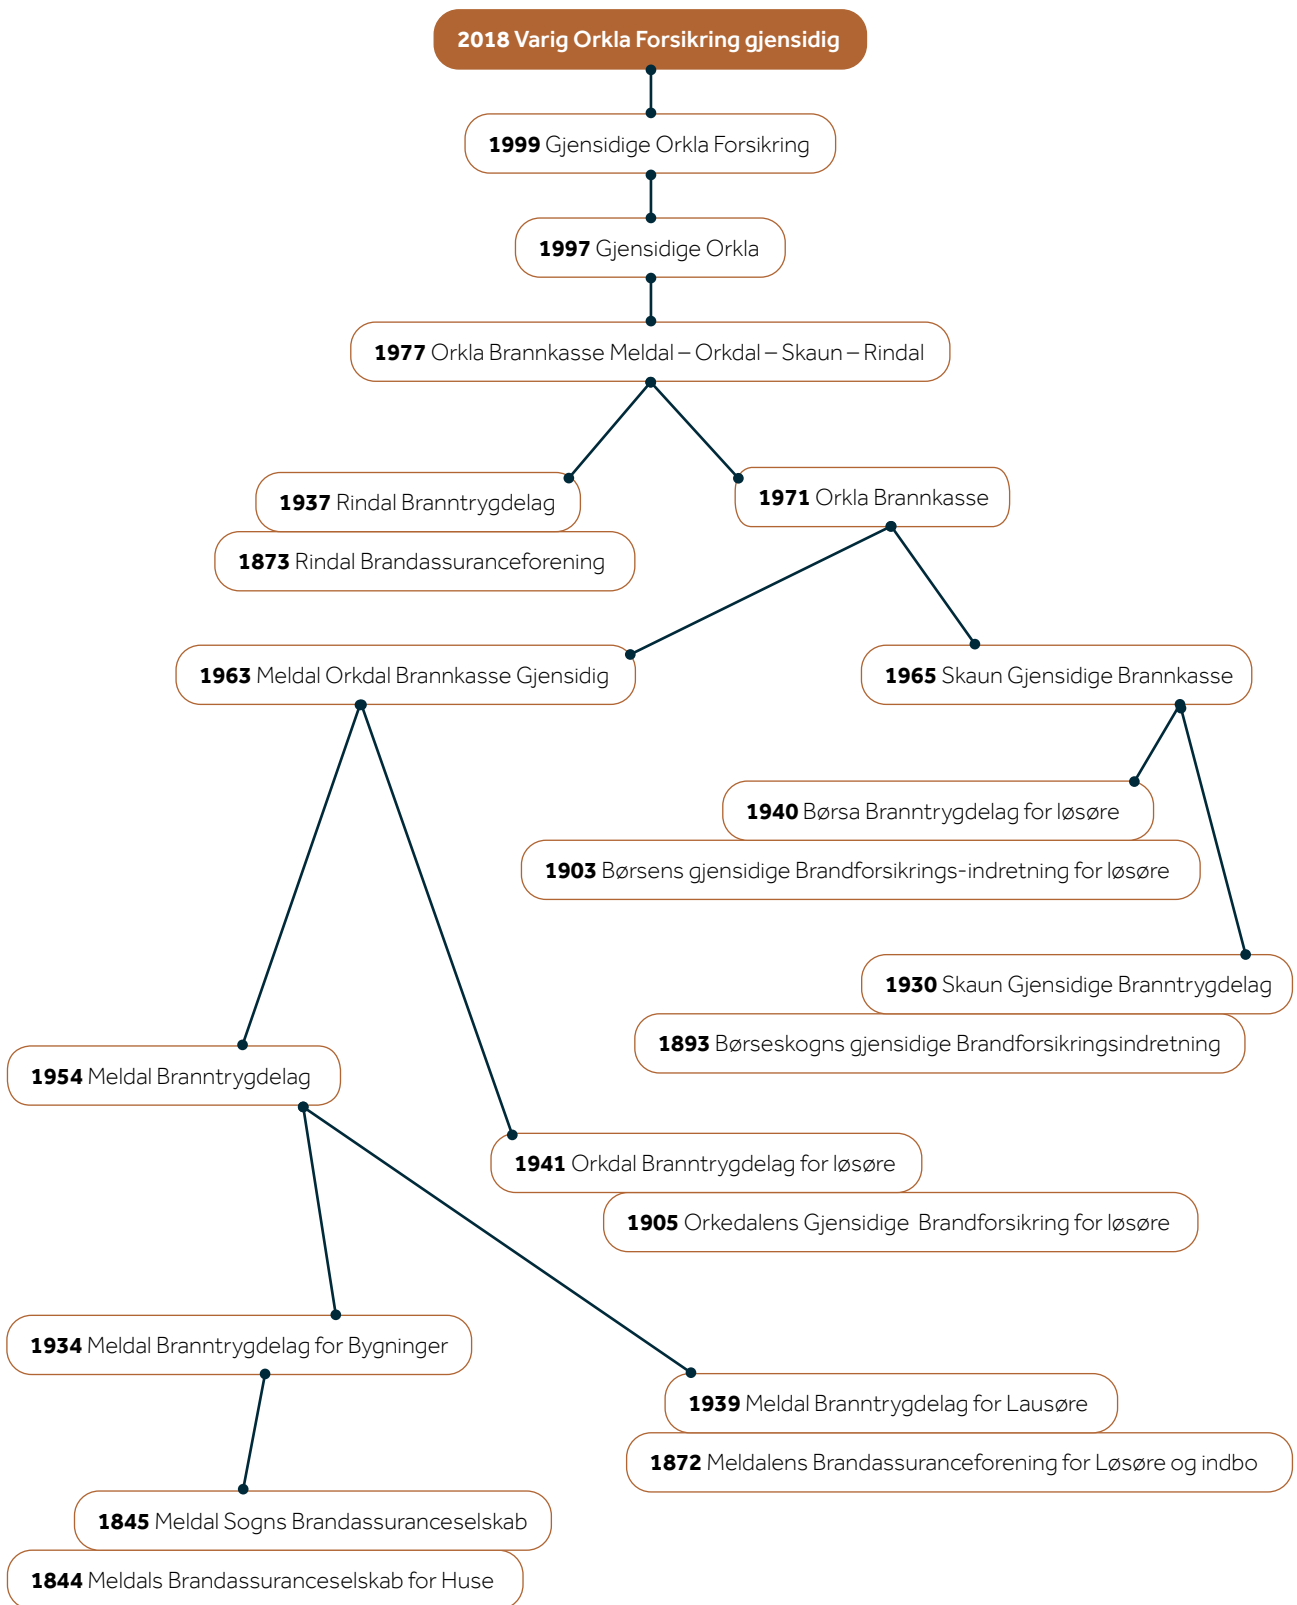 2018 Varig Orkla Forsikring gjensidig
1999 Gjensidige Orkla Forsikring
1997 Gjensidige Orkla
1977 Orkla Brannkasse Meldal – Orkdal – Skaun – Rindal
1937 Rindal Branntrygdelag
1971 Orkla Brannkasse
1873 Rindal Brandassuranceforening
1963 Meldal Orkdal Brannkasse Gjensidig
1965 Skaun Gjensidige Brannkasse
1940 Børsa Branntrygdelag for løsøre
1903 Børsens gjensidige Brandforsikrings-indretning for løsøre
1930 Skaun Gjensidige Branntrygdelag
1893 Børseskogns gjensidige Brandforsikringsindretning
1954 Meldal Branntrygdelag
1941 Orkdal Branntrygdelag for løsøre
1905 Orkedalens Gjensidige Brandforsikring for løsøre
1934 Meldal Branntrygdelag for Bygninger
1939 Meldal Branntrygdelag for Lausøre
1872 Meldalens Brandassuranceforening for Løsøre og indbo
1845 Meldal Sogns Brandassuranceselskab
1844 Meldals Brandassuranceselskab for Huse